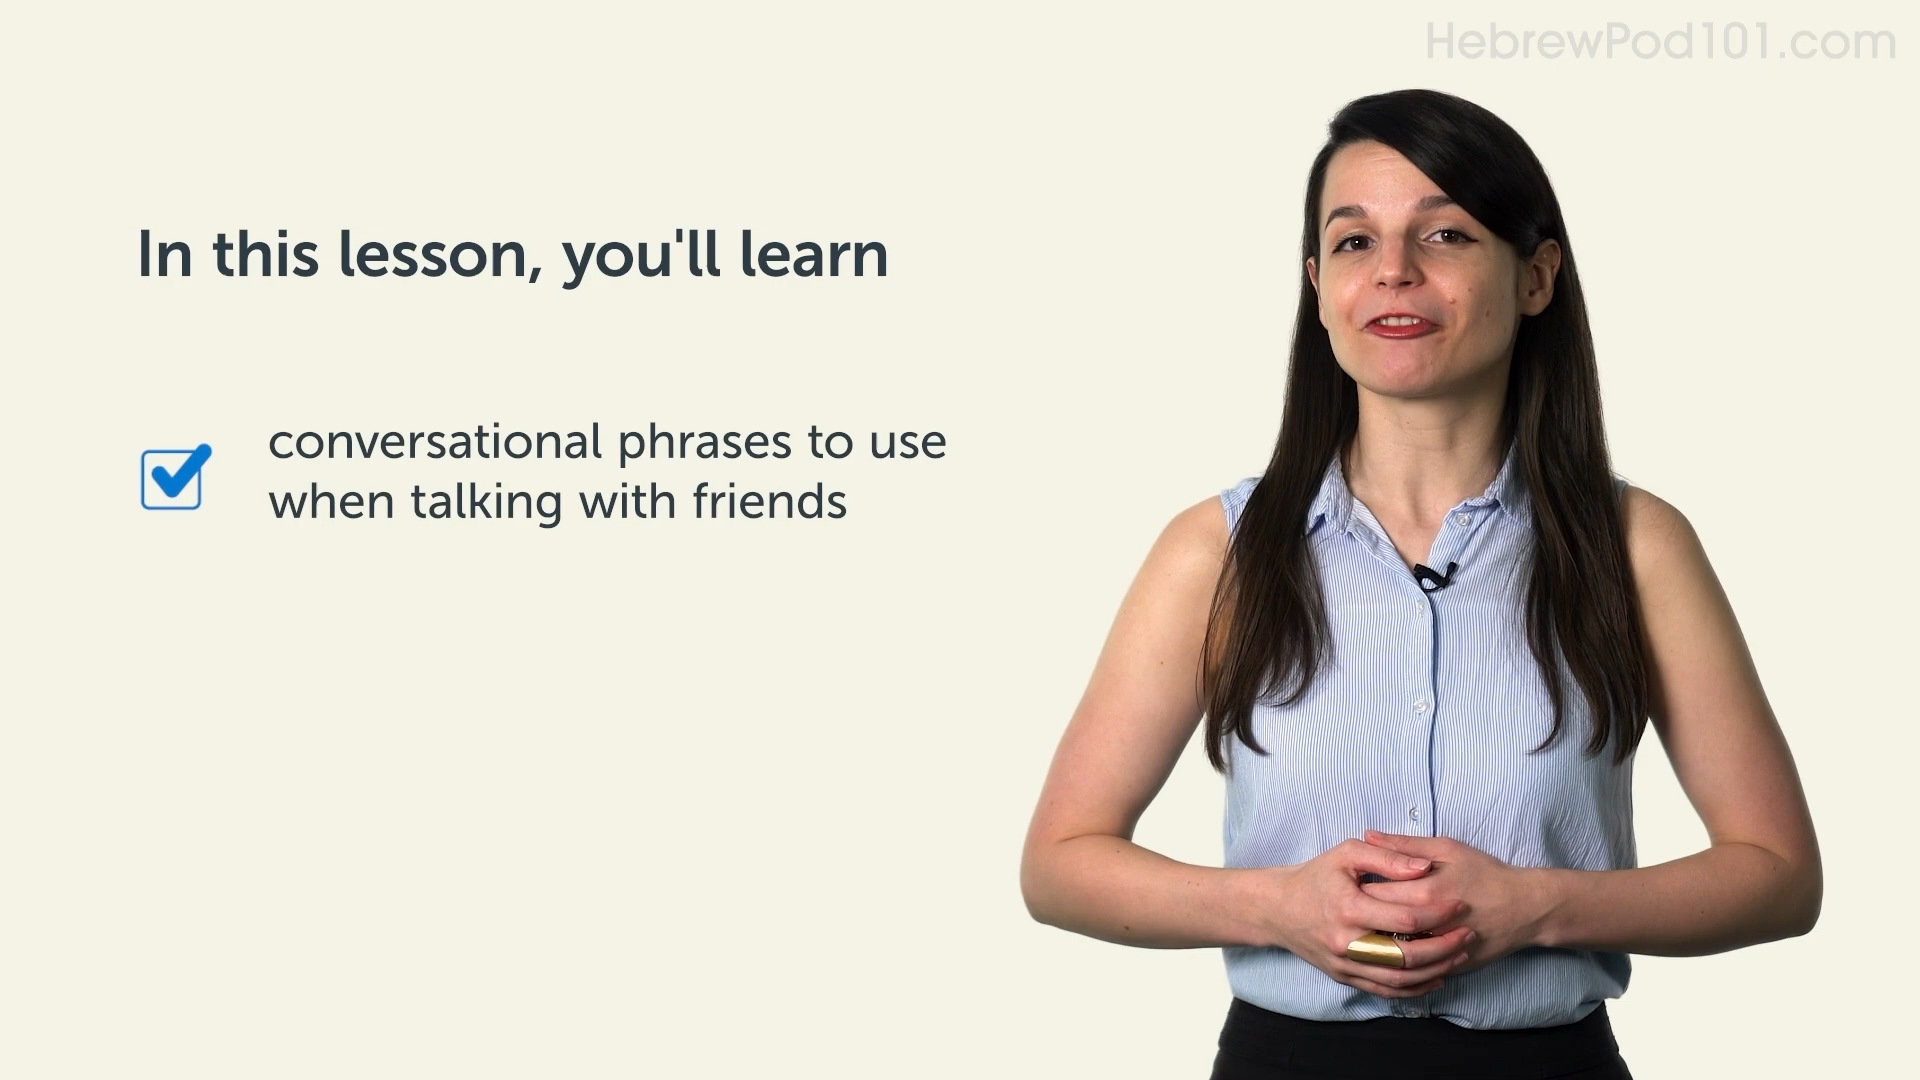 HebrewPod101.com
In this lesson, you'll learn
conversational phrases to use
when talking with friends